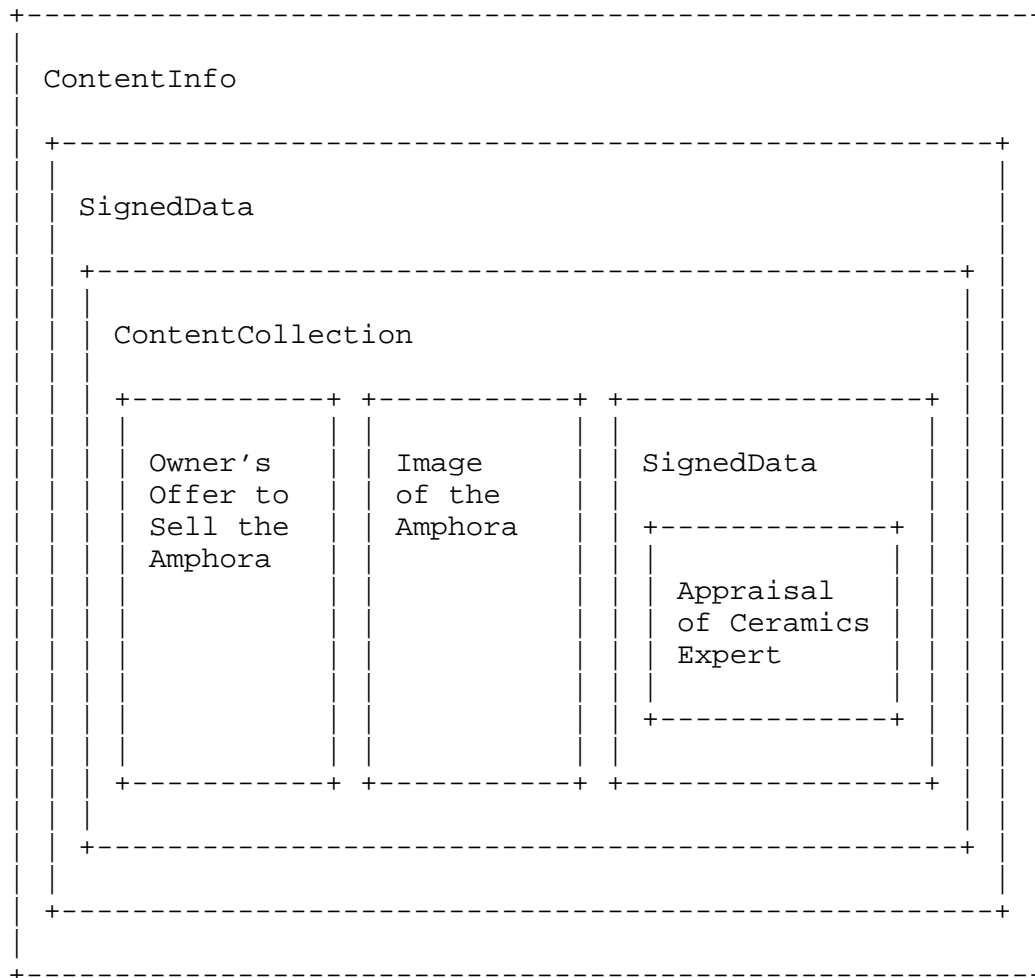 ContentInfo
SignedData
ContentCollection
Owner’s
Offer to
Sell the
Amphora
Image
of the
Amphora
SignedData
Appraisal
of Ceramics
Expert